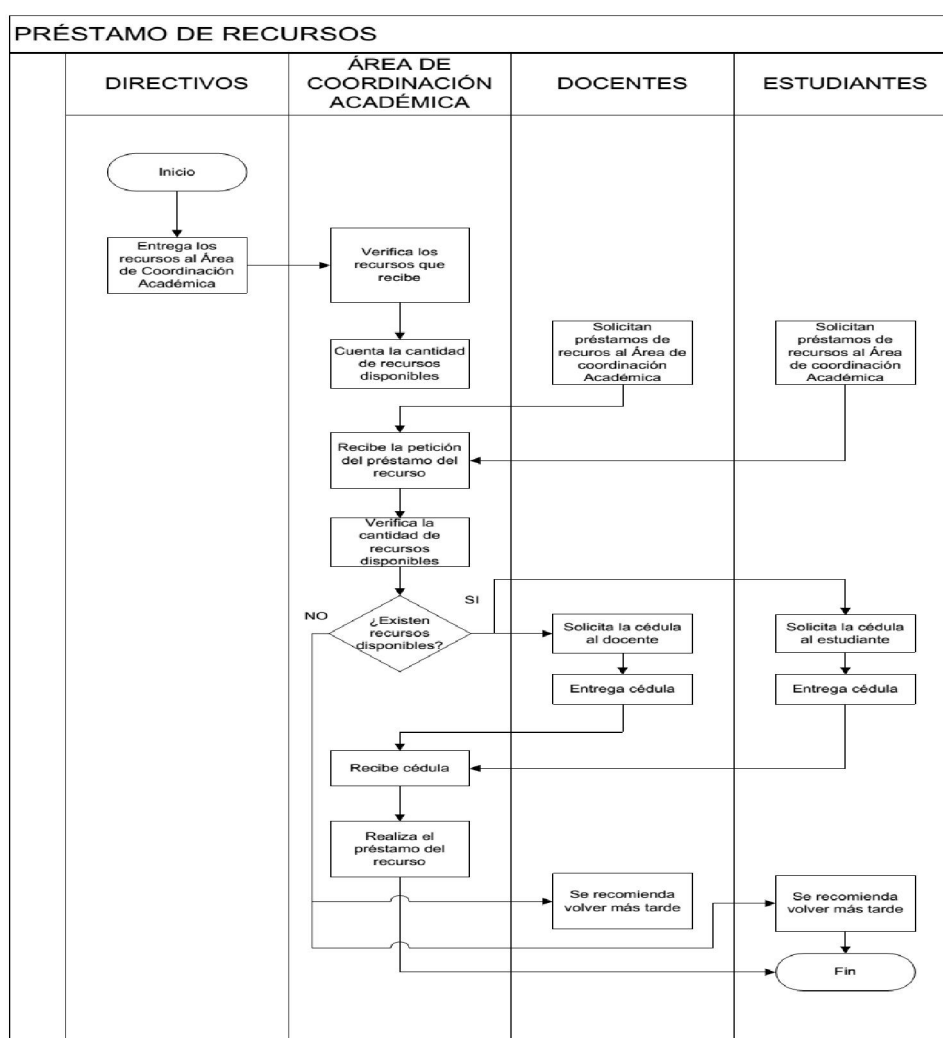 PRÉSTAMO DE RECURSOS
DIRECTIVOS
ÁREA DE
COORDINACIÓN
ACADÉMICA
DOCENTES
ESTUDIANTES
Inicio
Entrega los
recursos al Área
de Coordinación
Académica
Verifica los
recursos que
recibe
Cuenta la cantidad
de recursos
disponibles
Solicitan
préstamos de
recuros al Área de
coordinación
Académica
Solicitan
préstamos de
recursos al Área
de coordinación
Académica
Recibe la petición
del préstamo del
recurso
Verifica la
cantidad de
recursos
disponibles
NO
¿Existen
recursos
disponibles?
SI
Solicita la cédula
al docente
Solicita la cédula
al estudiante
Entrega cédula
Entrega cédula
Recibe cédula
Realiza el
préstamo del
recurso
Se recomienda
volver más tarde
Se recomienda
volver más tarde
Fin